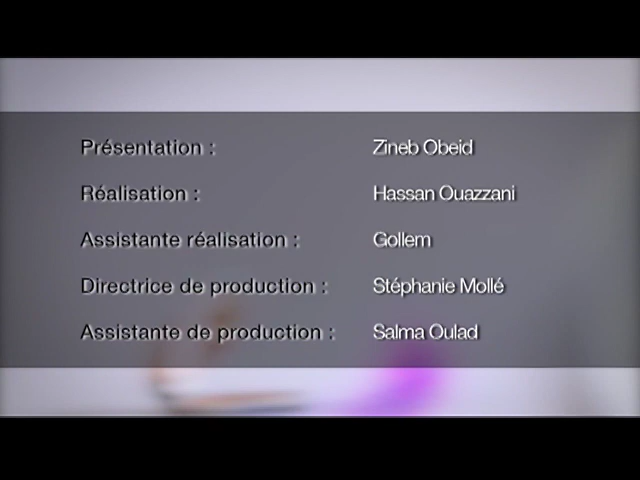 Présentation : Zineb Obeid
Réalisation : Hassan Ouazzani
Assistante réalisation : Gollem
Directrice de production : Stéphanie Mollé
Assistante de production : Salma Oulad